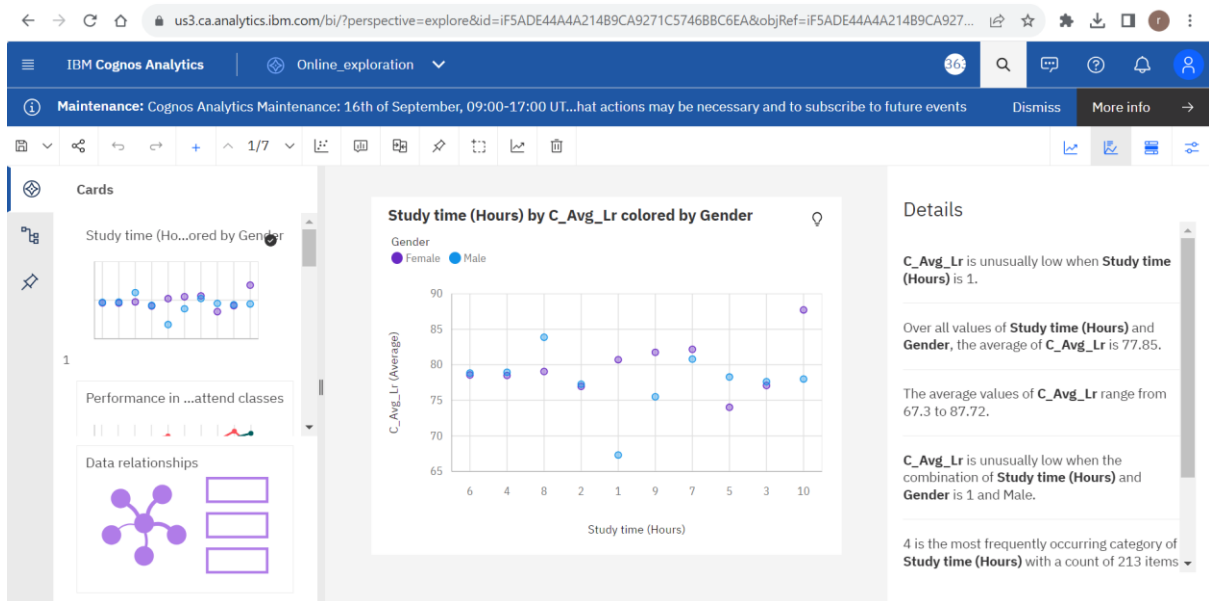 us3.ca.analytics.ibm.com/bi/?perspective=explore&id=iF5ADE44A4A214B9CA9271C5746BBC6EA&objRef=iF5ADE44A4A214B9CA927...
r
IBM Cognos Analytics
Online_exploration
363
Maintenance: Cognos Analytics Maintenance: 16th of September, 09:00-17:00 UT...hat actions may be necessary and to subscribe to future events
Dismiss
More info
1/7
Cards
Study time (Ho...ored by Gender
1
Performance in ...attend classes
Data relationships
Study time (Hours) by C_Avg_Lr colored by Gender
Gender
Female Male
C_Avg_Lr (Average)
90
85
80
75
70
65
6 4 8 2 1 9 7 5 3 10
Study time (Hours)
Details
C_Avg_Lr is unusually low when Study time
(Hours) is 1.
Over all values of Study time (Hours) and
Gender, the average of C_Avg_Lr is 77.85.
The average values of C_Avg_Lr range from
67.3 to 87.72.
C_Avg_Lr is unusually low when the
combination of Study time (Hours) and
Gender is 1 and Male.
4 is the most frequently occurring category of
Study time (Hours) with a count of 213 items